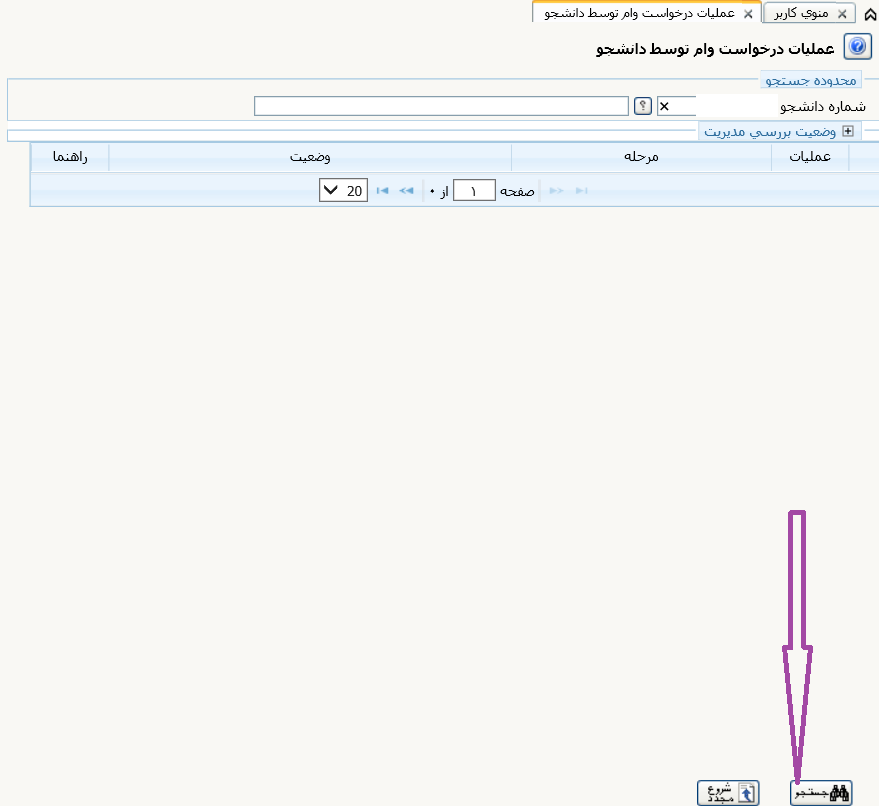 منوي کاربر
عمليات درخواست وام توسط دانشجو
عمليات درخواست وام توسط دانشجو
محدوده جستجو
شماره دانشجو
وضعيت بررسي مديريت
عمليات مرحله وضعيت راهنما
صفحه ۱ از ۰ 20
جستجو
شروع مجدد